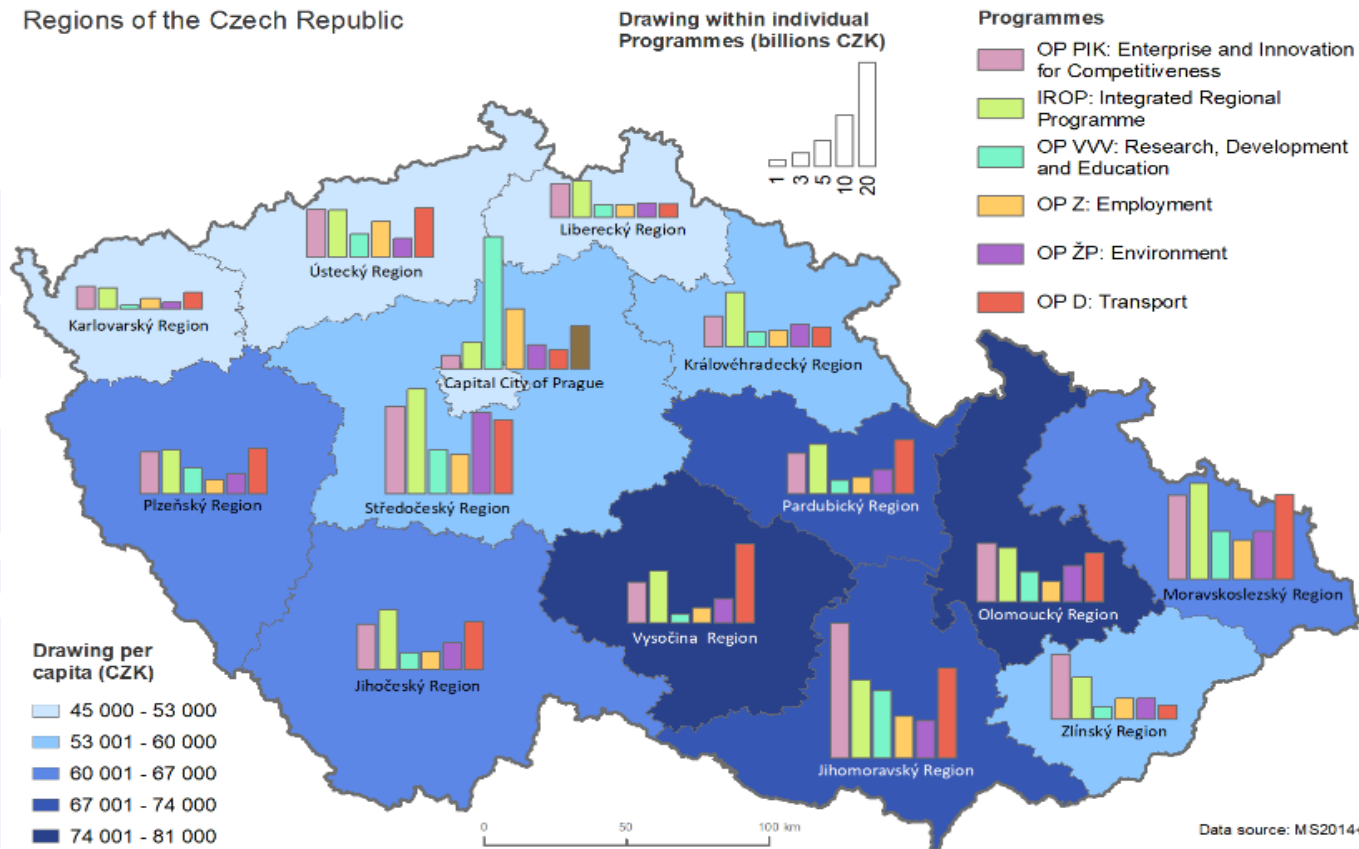 Regions of the Czech Republic
Drawing within individual
Programmes (billions CZK)
1
3
5
10
20
Programmes
OP PIK: Enterprise and Innovation
for Competitiveness
IROP: Integrated Regional
Programme
OP VVV: Research, Development
and Education
OP Z: Employment
OP ŽP: Environment
OP D: Transport
Liberecký Region
Ústecký Region
Karlovarský Region
Královéhradecký Region
Capital City of Prague
Plzeňský Region
Středočeský Region
Pardubický Region
Moravskoslezský Region
Olomoucký Region
Vysočina Region
Jihočeský Region
Zlínský Region
Jihomoravský Region
Drawing per
capita (CZK)
45 000 - 53 000
53 001 - 60 000
60 001 - 67 000
67 001 - 74 000
74 001 - 81 000
0 50 100 km
Data source: MS2014+